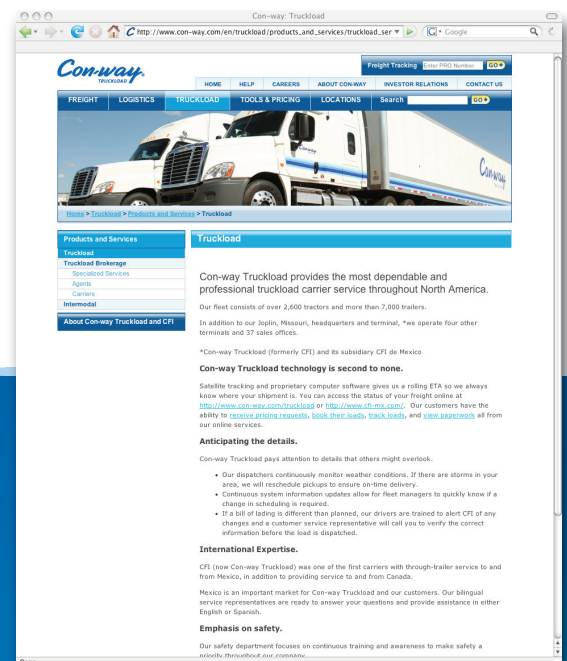 Con-way: Truckload
http://www.con-way.com/en/truckload/products_and_services/truckload_ser
Google
Con-way
TRUCKLOAD
Freight Tracking Enter PRO Number GO
HOME HELP CAREERS ABOUT CON-WAY INVESTOR RELATIONS CONTACT US
FREIGHT LOGISTICS TRUCKLOAD TOOLS & PRICING LOCATIONS Search GO
Con-way
Home > Truckload > Products and Services > Truckload
Products and Services
Truckload
Truckload Brokerage
Specialized Services
Agents
Carriers
Intermodal
About Con-way Truckload and CFI
Truckload
Con-way Truckload provides the most dependable and
professional truckload carrier service throughout North America.
Our fleet consists of over 2,600 tractors and more than 7,000 trailers.
In addition to our Joplin, Missouri, headquarters and terminal, *we operate four other
terminals and 37 sales offices.
*Con-way Truckload (formerly CFI) and its subsidiary CFI de Mexico
Con-way Truckload technology is second to none.
Satellite tracking and proprietary computer software gives us a rolling ETA so we always
know where your shipment is. You can access the status of your freight online at
http://www.con-way.com/truckload or http://www.cfi-mx.com/. Our customers have the
ability to receive pricing requests, book their loads, track loads, and view paperwork all from
our online services.
Anticipating the details.
Con-way Truckload pays attention to details that others might overlook.
• Our dispatchers continuously monitor weather conditions. If there are storms in your
area, we will reschedule pickups to ensure on-time delivery.
• Continuous system information updates allow for fleet managers to quickly know if a
change in scheduling is required.
• If a bill of lading is different than planned, our drivers are trained to alert CFI of any
changes and a customer service representative will call you to verify the correct
information before the load is dispatched.
International Expertise.
CFI (now Con-way Truckload) was one of the first carriers with through-trailer service to and
from Mexico, in addition to providing service to and from Canada.
Mexico is an important market for Con-way Truckload and our customers. Our bilingual
service representatives are ready to answer your questions and provide assistance in either
English or Spanish.
Emphasis on safety.
Our safety department focuses on continuous training and awareness to make safety a
priority throughout our company.